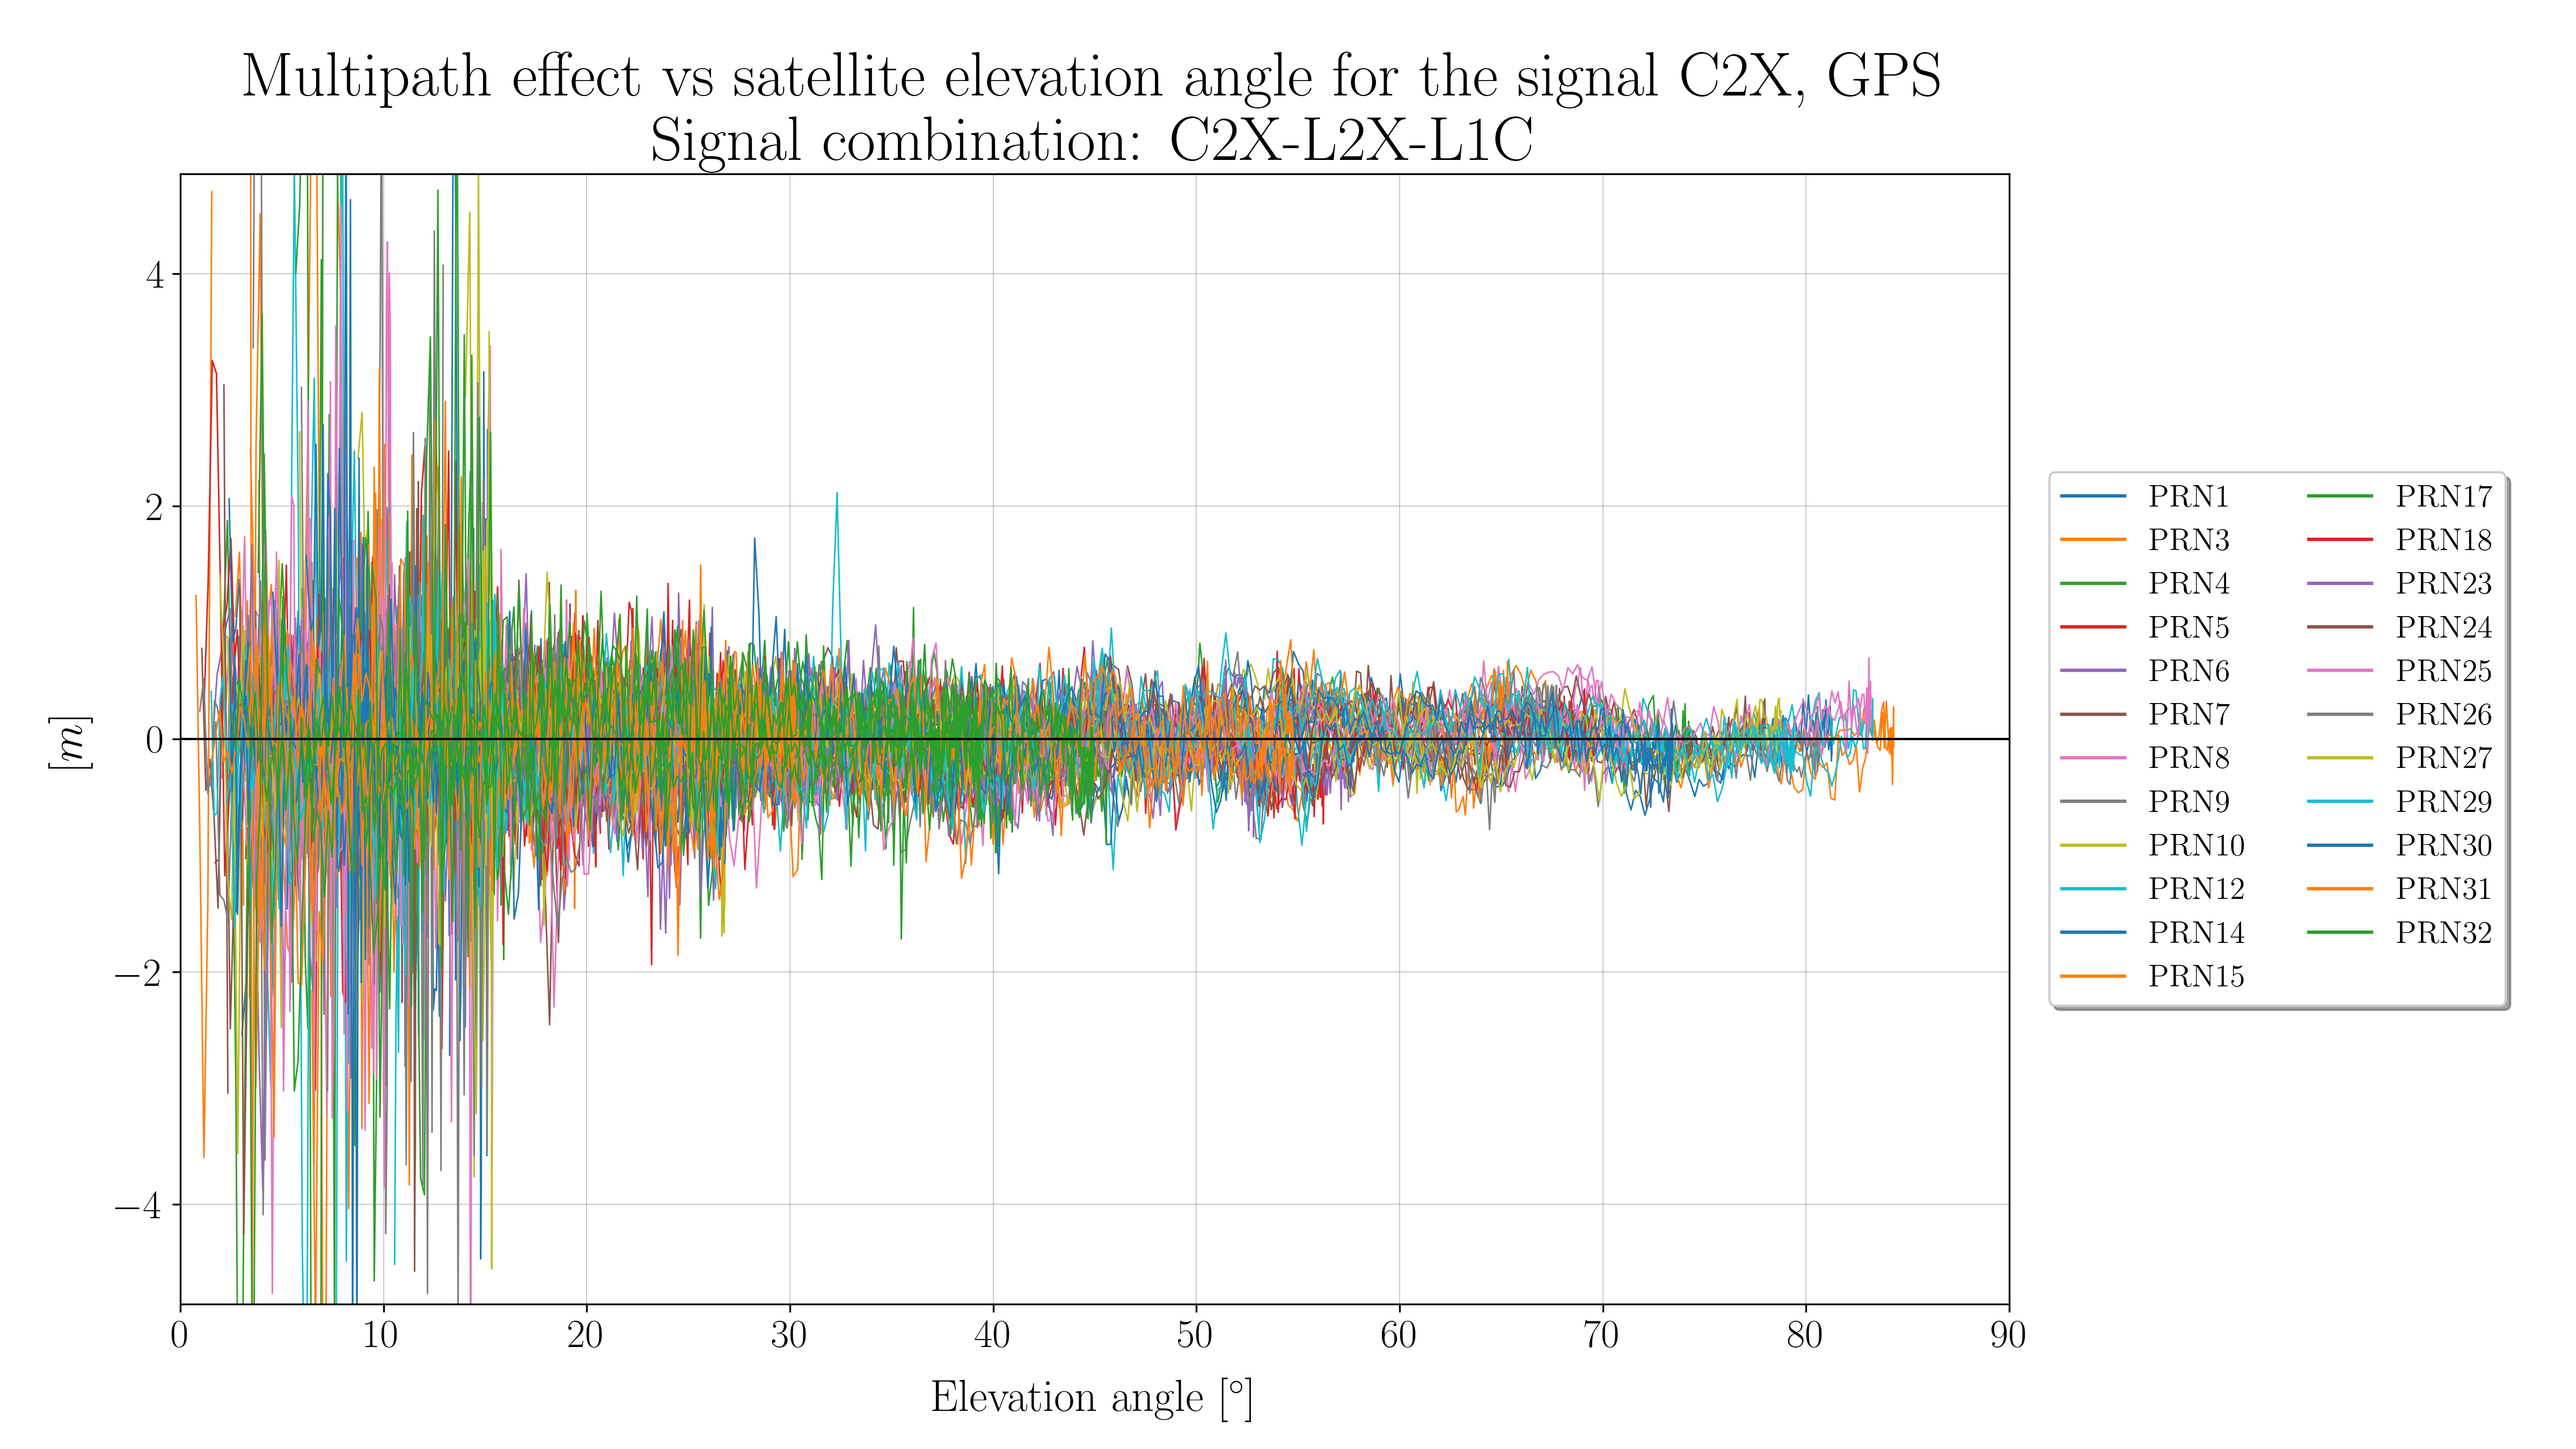 Multipath effect vs satellite elevation angle for the signal C2X, GPS
Signal combination: C2X-L2X-L1C
[m]
4
2
0
−2
−4
0 10 20 30 40 50 60 70 80 90
Elevation angle [°]
PRN1
PRN3
PRN4
PRN5
PRN6
PRN7
PRN8
PRN9
PRN10
PRN12
PRN14
PRN15
PRN17
PRN18
PRN23
PRN24
PRN25
PRN26
PRN27
PRN29
PRN30
PRN31
PRN32